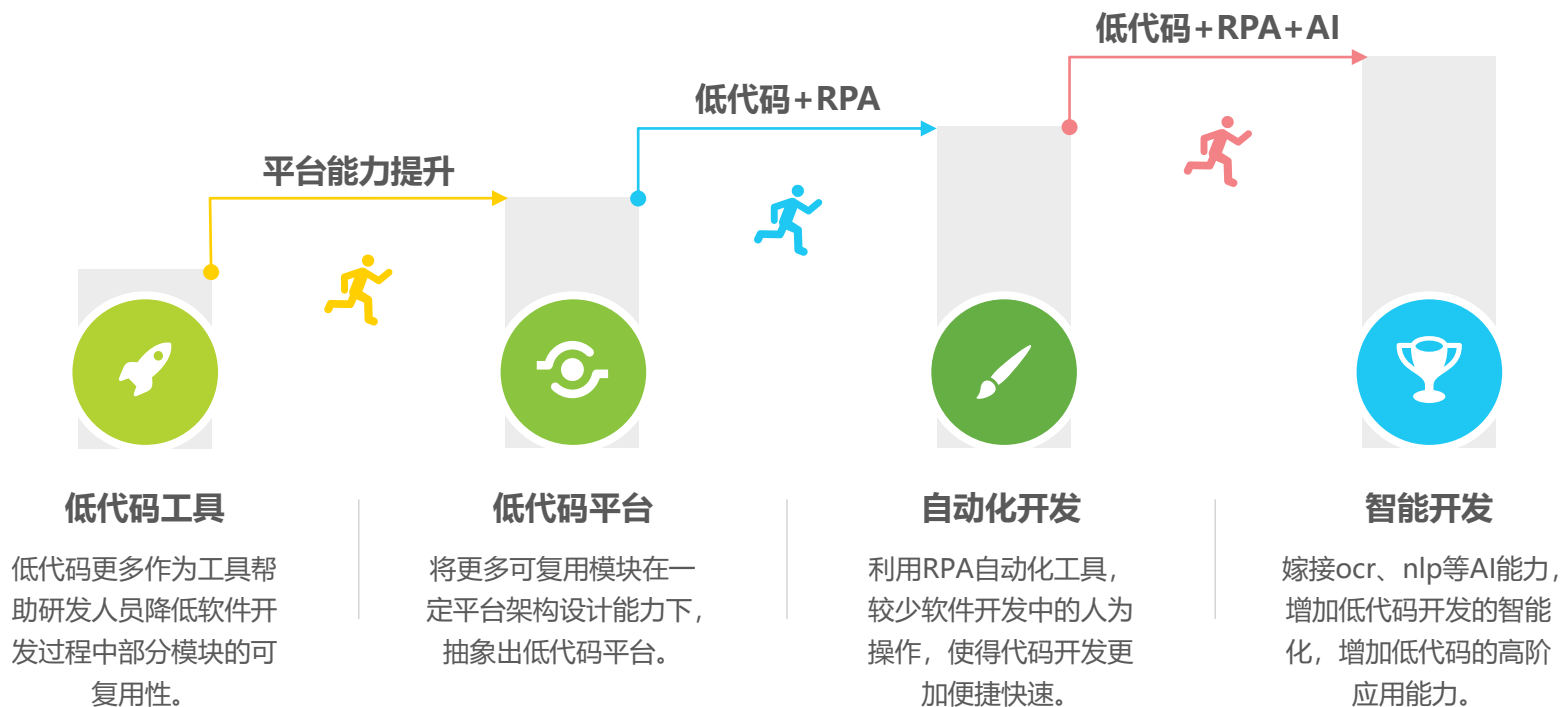 低代码+RPA+AI
低代码+RPA
平台能力提升
低代码工具
低代码更多作为工具帮
助研发人员降低软件开
发过程中部分模块的可
复用性。
低代码平台
将更多可复用模块在一
定平台架构设计能力下，
抽象出低代码平台。
自动化开发
利用RPA自动化工具，
较少软件开发中的人为
操作，使得代码开发更
加便捷快速。
智能开发
嫁接ocr、nlp等AI能力，
增加低代码开发的智能
化，增加低代码的高阶
应用能力。